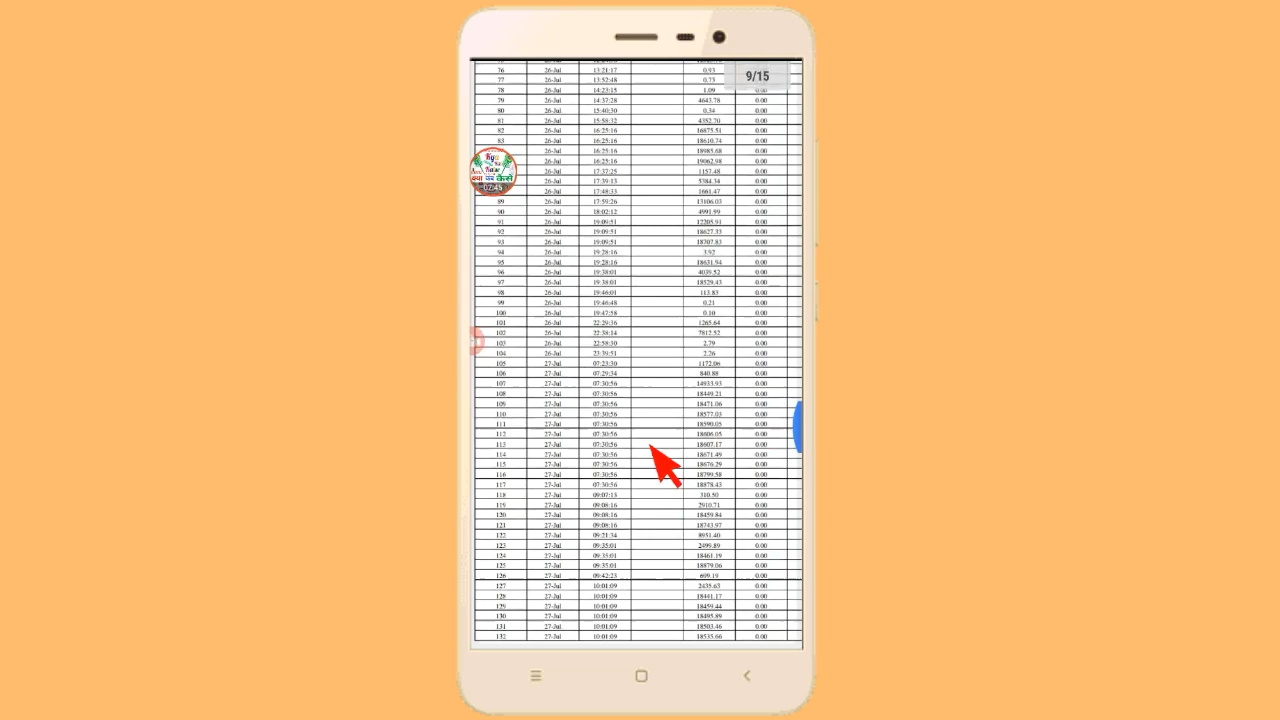 9/15
76 26-Jul 13:21:17 0.93
77 26-Jul 13:52:48 0.73 0.00
78 26-Jul 14:23:15 1.09 0.00
79 26-Jul 14:37:28 4643.78 0.00
80 26-Jul 15:40:30 0.34 0.00
81 26-Jul 15:58:32 4352.70 0.00
82 26-Jul 16:25:16 16875.51 0.00
83 26-Jul 16:25:16 18610.74 0.00
26-Jul 16:25:16 18985.68 0.00
26-Jul 16:25:16 19062.98 0.00
26-Jul 17:37:25 1157.48 0.00
26-Jul 17:39:13 5384.34 0.00
26-Jul 17:48:33 1661.47 0.00
89 26-Jul 17:59:26 13106.03 0.00
90 26-Jul 18:02:12 4991.99 0.00
91 26-Jul 19:09:51 12205.91 0.00
92 26-Jul 19:09:51 18627.33 0.00
93 26-Jul 19:09:51 18707.83 0.00
94 26-Jul 19:28:16 3.92 0.00
95 26-Jul 19:28:16 18631.94 0.00
96 26-Jul 19:38:01 4039.52 0.00
97 26-Jul 19:38:01 18529.43 0.00
98 26-Jul 19:46:01 113.83 0.00
99 26-Jul 19:46:48 0.21 0.00
100 26-Jul 19:47:58 0.10 0.00
101 26-Jul 22:29:36 1265.64 0.00
102 26-Jul 22:38:14 7812.52 0.00
103 26-Jul 22:58:30 2.79 0.00
104 26-Jul 23:39:51 2.26 0.00
105 27-Jul 07:23:30 1172.06 0.00
106 27-Jul 07:29:34 840.88 0.00
107 27-Jul 07:30:56 14933.93 0.00
108 27-Jul 07:30:56 18449.21 0.00
109 27-Jul 07:30:56 18471.06 0.00
110 27-Jul 07:30:56 18577.03 0.00
111 27-Jul 07:30:56 18590.05 0.00
112 27-Jul 07:30:56 18606.05 0.00
113 27-Jul 07:30:56 18607.17 0.00
114 27-Jul 07:30:56 18671.49 0.00
115 27-Jul 07:30:56 18676.29 0.00
116 27-Jul 07:30:56 18799.58 0.00
117 27-Jul 07:30:56 18878.43 0.00
118 27-Jul 09:07:13 310.50 0.00
119 27-Jul 09:08:16 2910.71 0.00
120 27-Jul 09:08:16 18459.84 0.00
121 27-Jul 09:08:16 18743.97 0.00
122 27-Jul 09:21:34 8951.40 0.00
123 27-Jul 09:35:01 2499.89 0.00
124 27-Jul 09:35:01 18461.19 0.00
125 27-Jul 09:35:01 18879.06 0.00
126 27-Jul 09:42:23 699.19 0.00
127 27-Jul 10:01:09 2435.63 0.00
128 27-Jul 10:01:09 18441.17 0.00
129 27-Jul 10:01:09 18459.44 0.00
130 27-Jul 10:01:09 18495.89 0.00
131 27-Jul 10:01:09 18503.46 0.00
132 27-Jul 10:01:09 18535.66 0.00
Kya
क्या कब कैसे
02:45